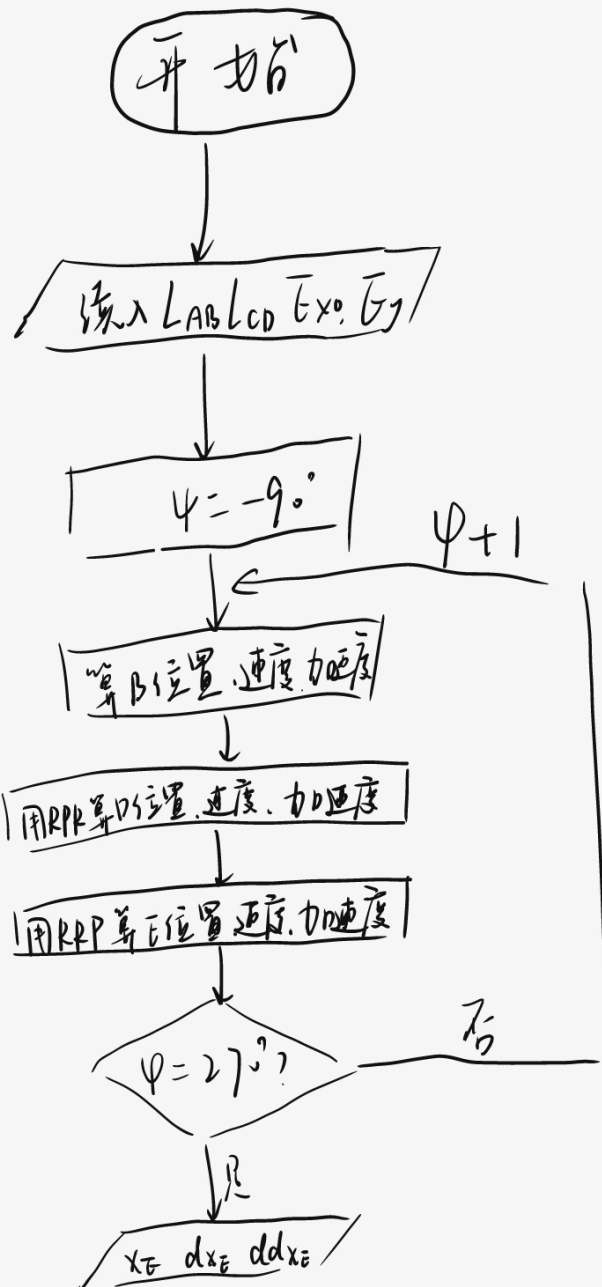 开始
读入 LAB LCD Exo, Ey
φ=-90°
φ+1
算B位置、速度、加速度
用RPR算D位置、速度、加速度
用RRP算E位置、速度、加速度
φ=270°?
否
是
xE dxE ddxE